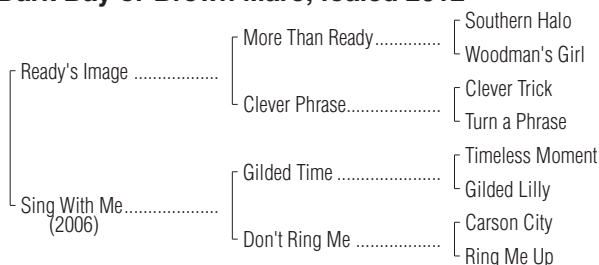 Dark Bay or Brown Mare; foaled 2012
Southern Halo
More Than Ready..............
Woodman's Girl
Ready's Image ..................
Clever Trick
Clever Phrase....................
Turn a Phrase
Timeless Moment
Gilded Time ......................
Gilded Lilly
Sing With Me....................
(2006)
Carson City
Don't Ring Me ..................
Ring Me Up